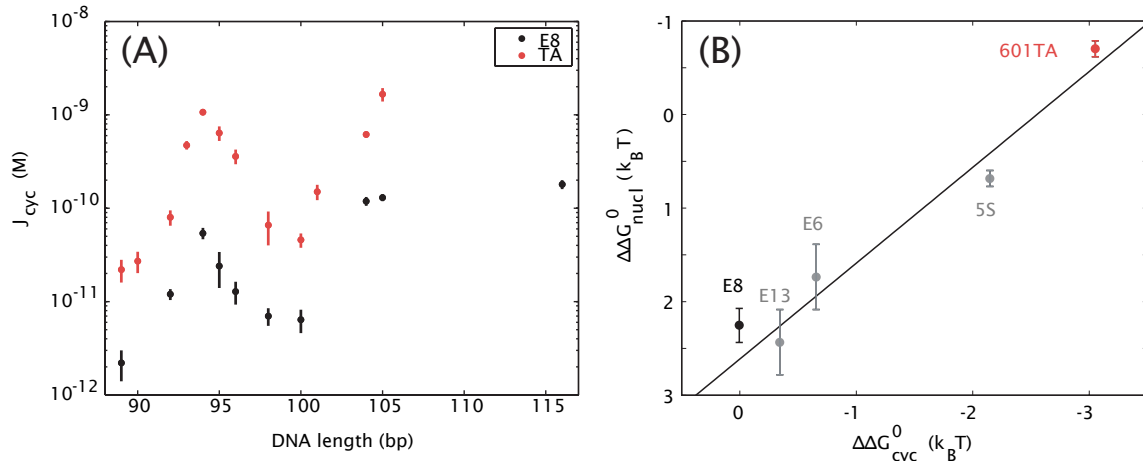 (A)
E8
TA
J_cyc (M)
10^-8
10^-9
10^-10
10^-11
10^-12
90 95 100 105 110 115
DNA length (bp)
(B)
601TA
5S
E6
E13
E8
ΔΔG^0_nucl (k_BT)
-1
0
1
2
3
0 -1 -2 -3
ΔΔG^0_cyc (k_BT)